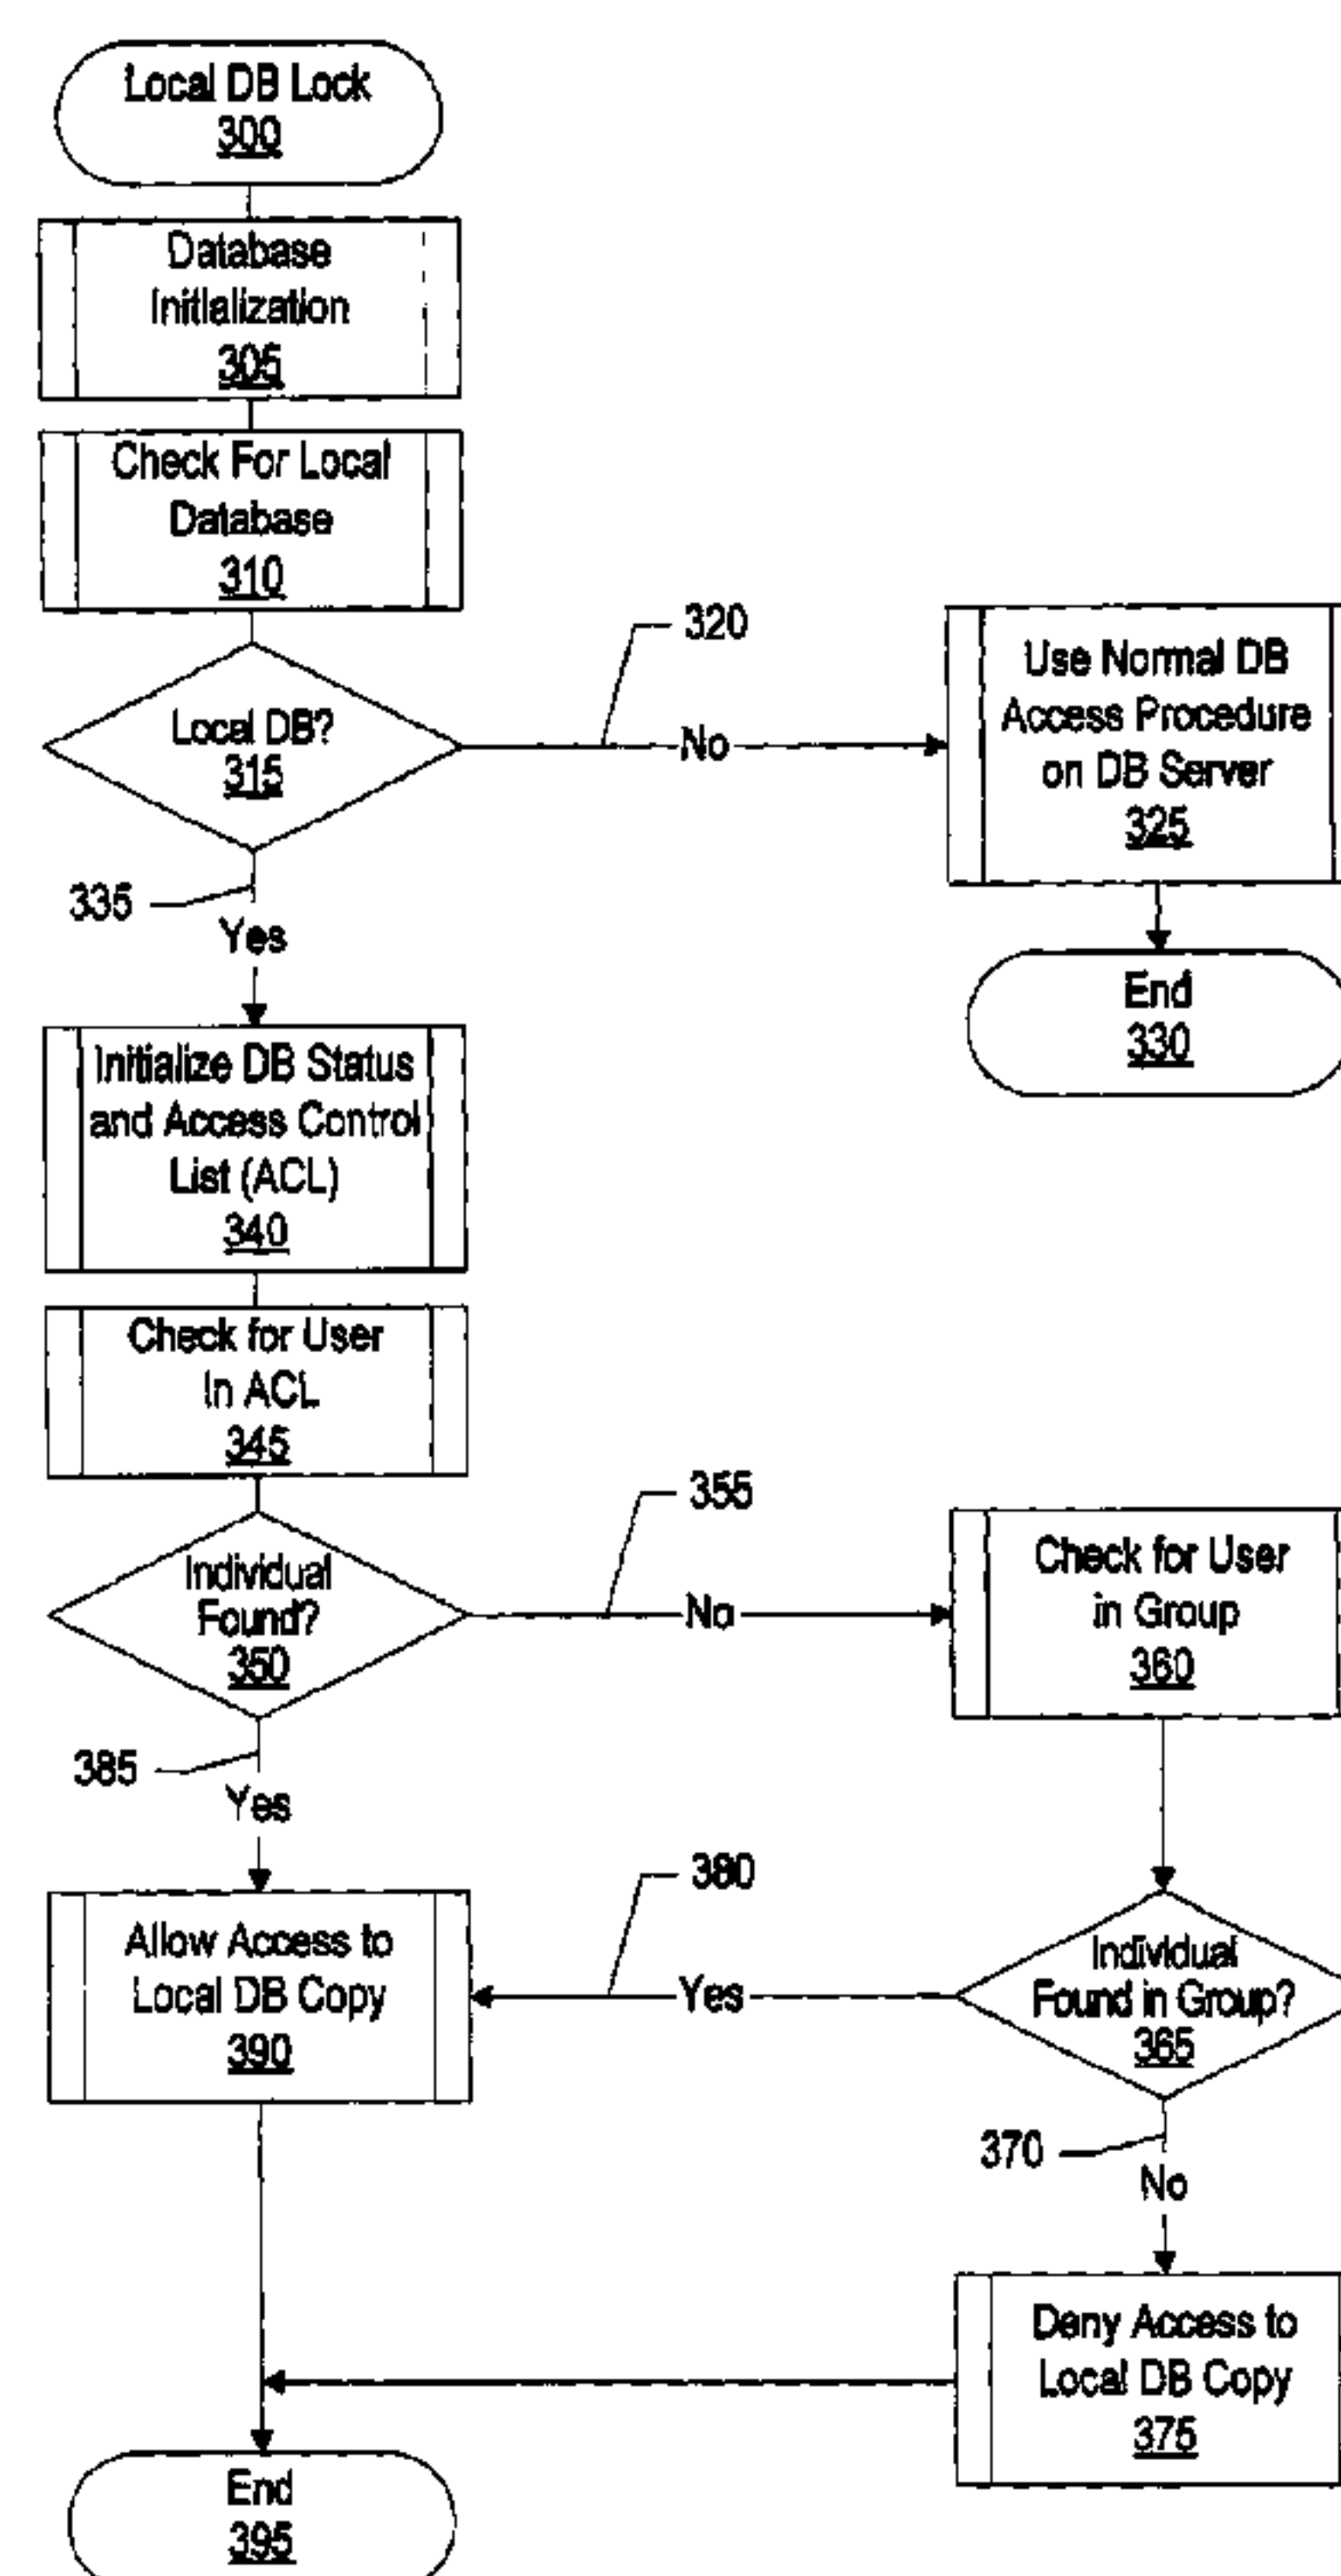 Local DB Lock
300
Database
Initialization
305
Check For Local
Database
310
320
Local DB?
315
No
Use Normal DB
Access Procedure
on DB Server
325
335
Yes
End
330
Initialize DB Status
and Access Control
List (ACL)
340
Check for User
In ACL
345
355
Individual
Found?
350
No
Check for User
in Group
360
385
Yes
380
Allow Access to
Local DB Copy
390
Yes
Individual
Found in Group?
365
370
No
Deny Access to
Local DB Copy
375
End
395